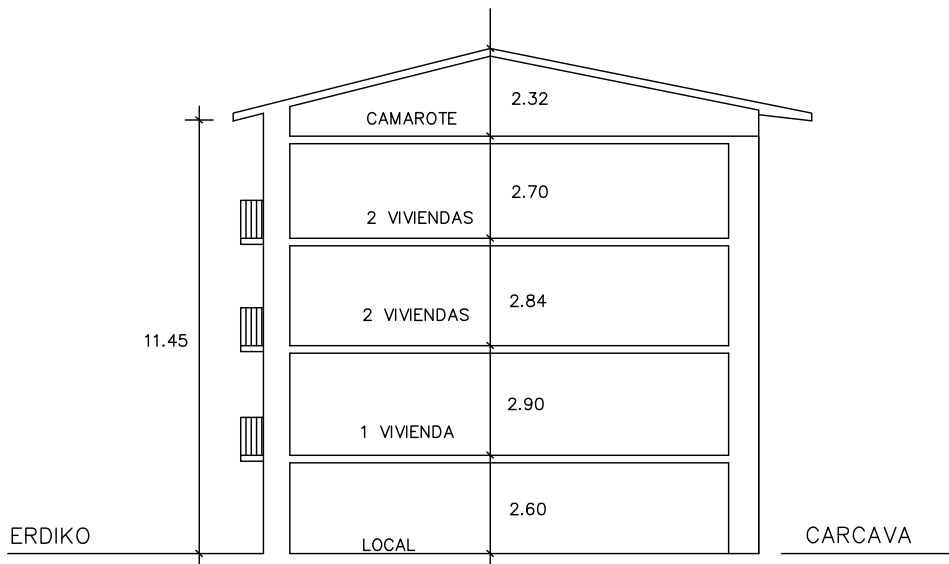 2.32
CAMAROTE
2.70
2 VIVIENDAS
2.84
2 VIVIENDAS
11.45
2.90
1 VIVIENDA
2.60
ERDIKO
LOCAL
CARCAVA